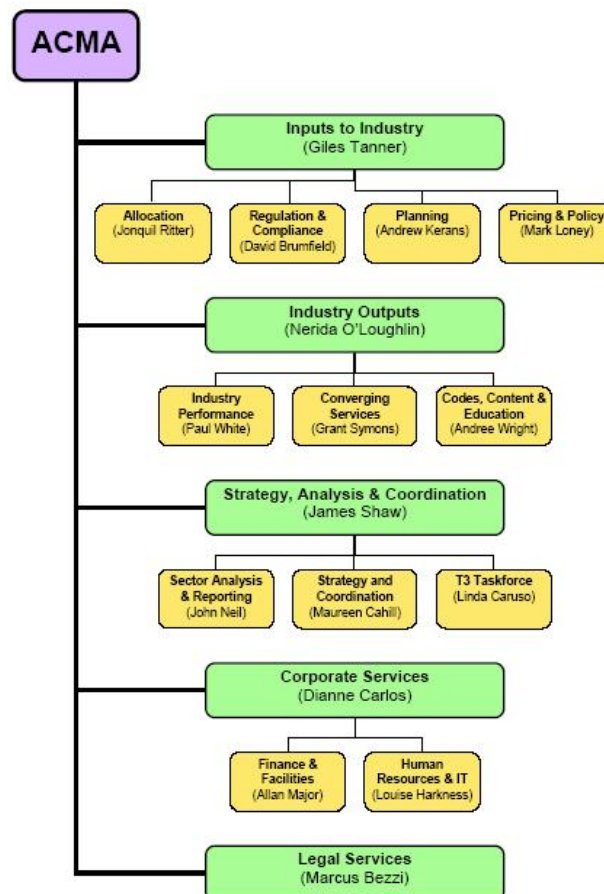 ACMA
Inputs to Industry
(Giles Tanner)
Allocation
(Jonquil Ritter)
Regulation &
Compliance
(David Brumfield)
Planning
(Andrew Kerans)
Pricing & Policy
(Mark Loney)
Industry Outputs
(Nerida O'Loughlin)
Industry
Performance
(Paul White)
Converging
Services
(Grant Symons)
Codes, Content &
Education
(Andree Wright)
Strategy, Analysis & Coordination
(James Shaw)
Sector Analysis
& Reporting
(John Neil)
Strategy and
Coordination
(Maureen Cahill)
T3 Taskforce
(Linda Caruso)
Corporate Services
(Dianne Carlos)
Finance &
Facilities
(Allan Major)
Human
Resources & IT
(Louise Harkness)
Legal Services
(Marcus Bezzi)